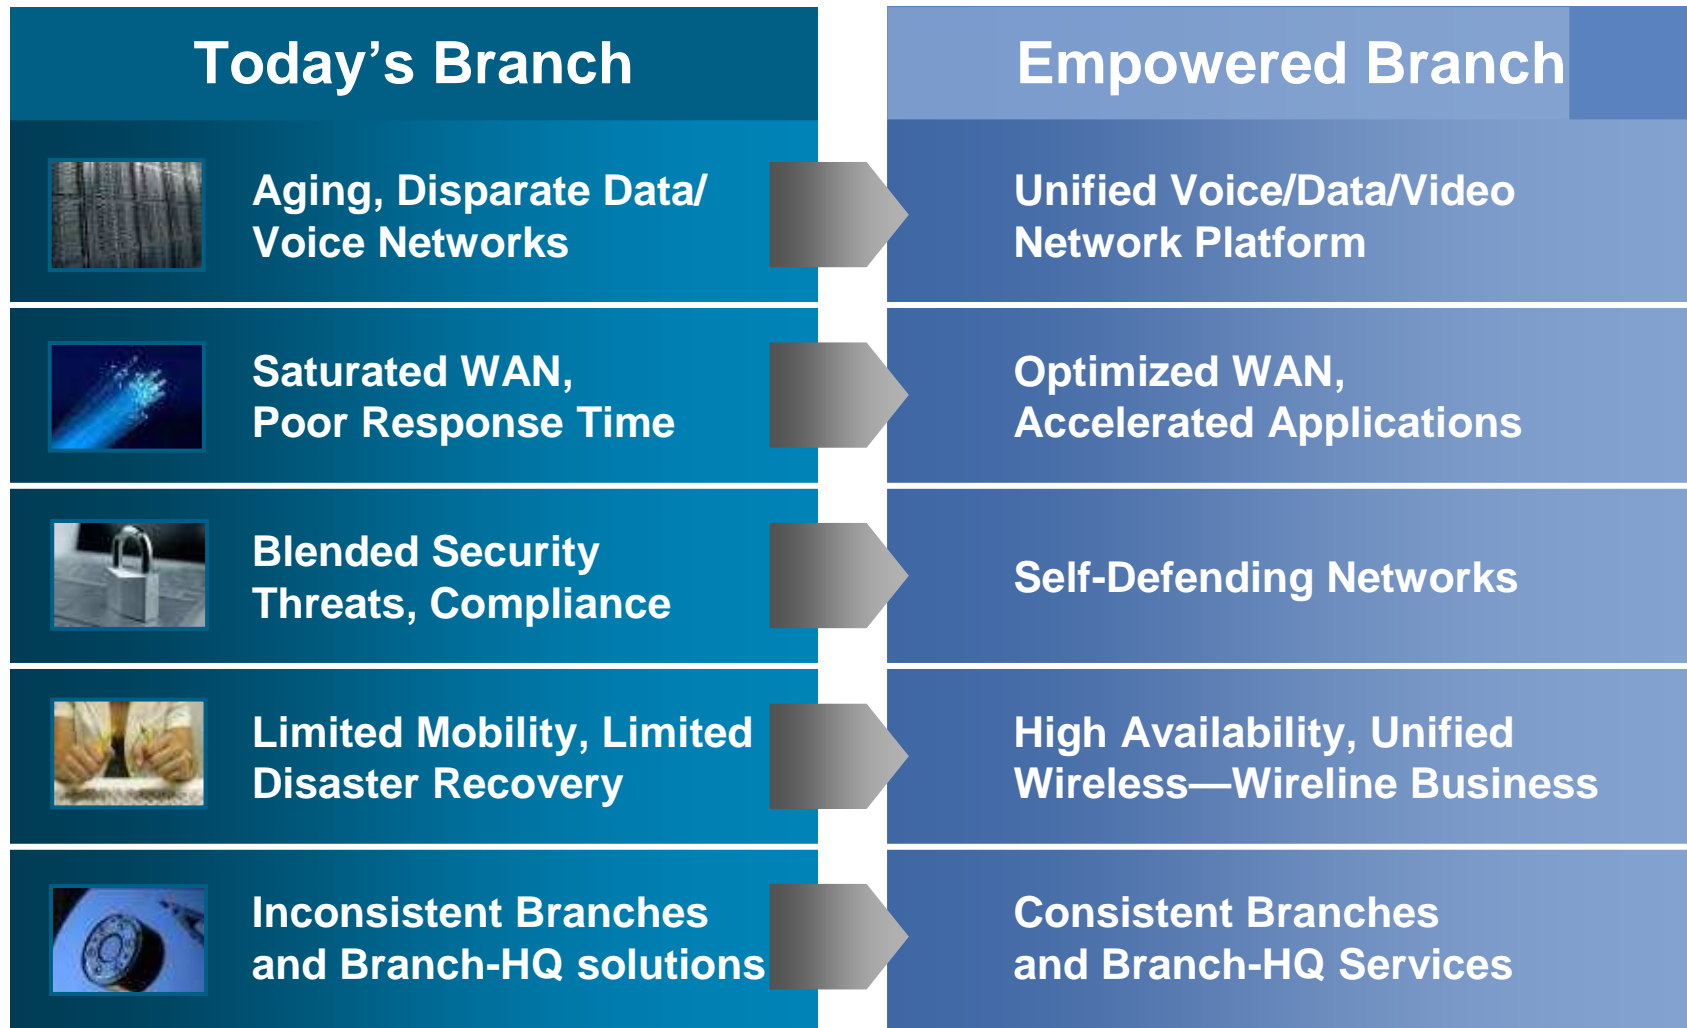 Today’s Branch
Empowered Branch
Aging, Disparate Data/
Voice Networks
Unified Voice/Data/Video
Network Platform
Saturated WAN,
Poor Response Time
Optimized WAN,
Accelerated Applications
Blended Security
Threats, Compliance
Self-Defending Networks
Limited Mobility, Limited
Disaster Recovery
High Availability, Unified
Wireless—Wireline Business
Inconsistent Branches
and Branch-HQ solutions
Consistent Branches
and Branch-HQ Services